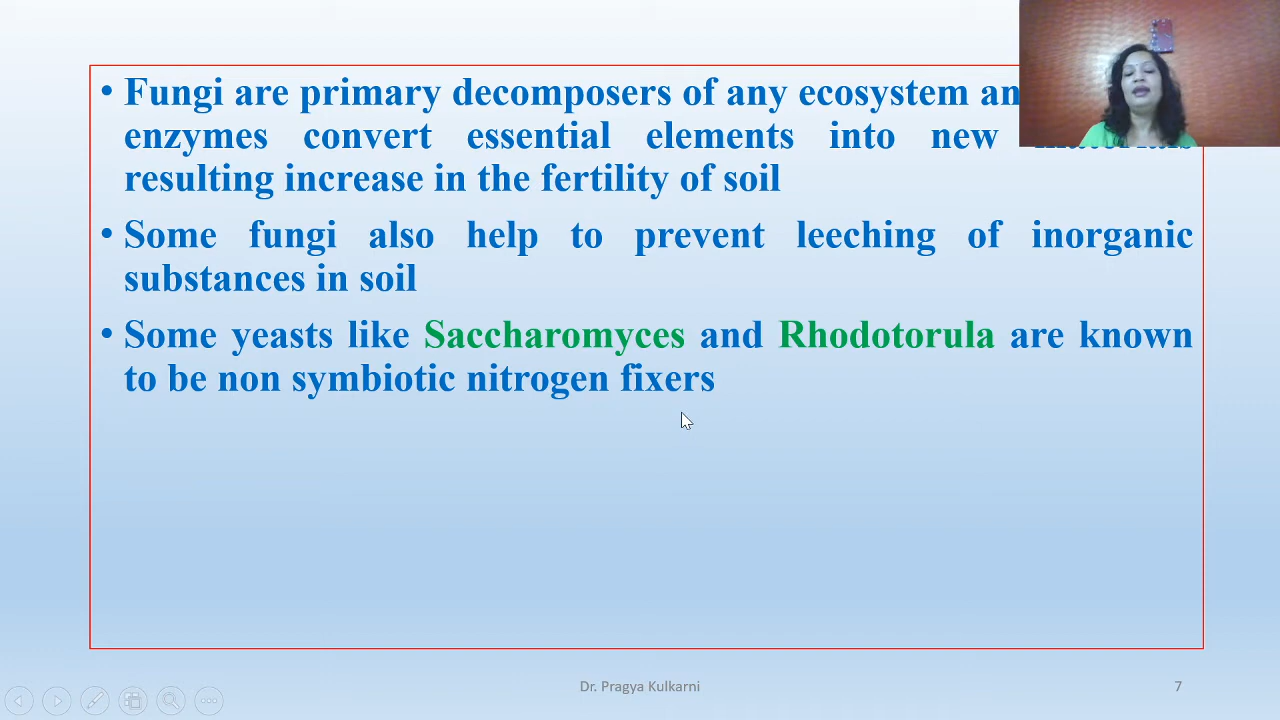 • Fungi are primary decomposers of any ecosystem an
enzymes convert essential elements into new
resulting increase in the fertility of soil
• Some fungi also help to prevent leeching of inorganic
substances in soil
• Some yeasts like Saccharomyces and Rhodotorula are known
to be non symbiotic nitrogen fixers
Dr. Pragya Kulkarni
7